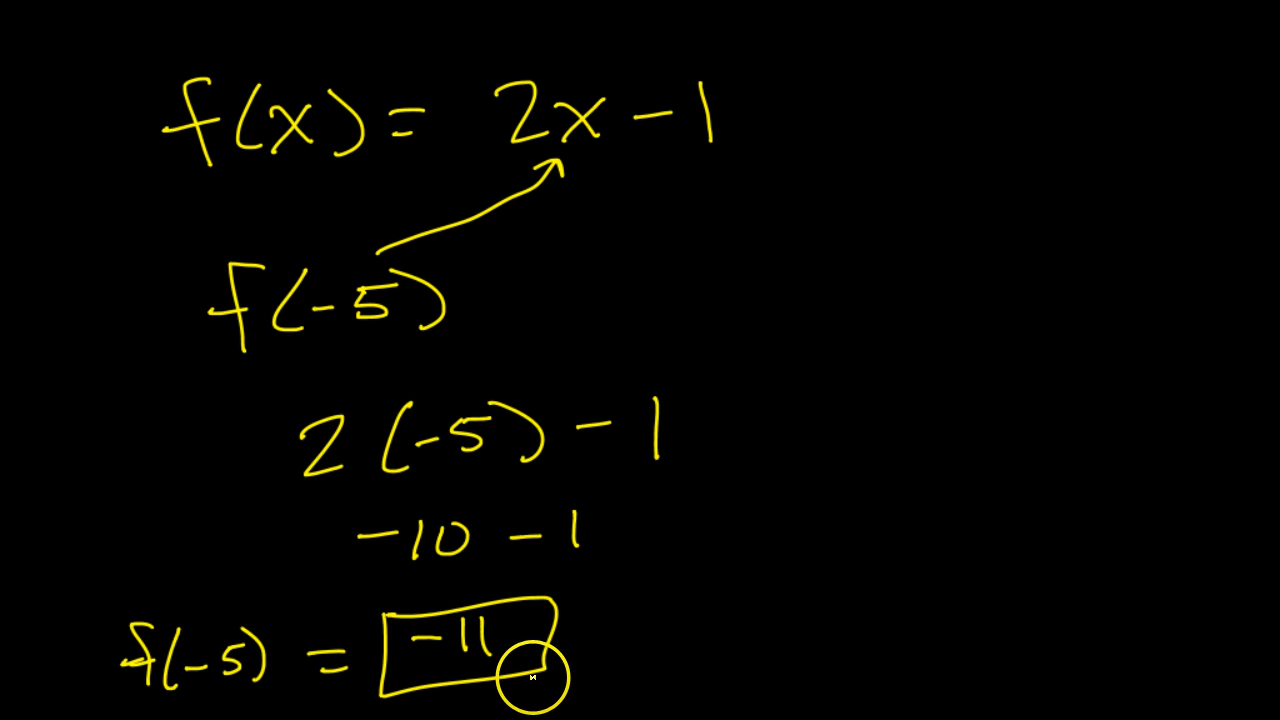 f(x) = 2x - 1
f(-5)
2(-5) - 1
-10 - 1
f(-5) = -11